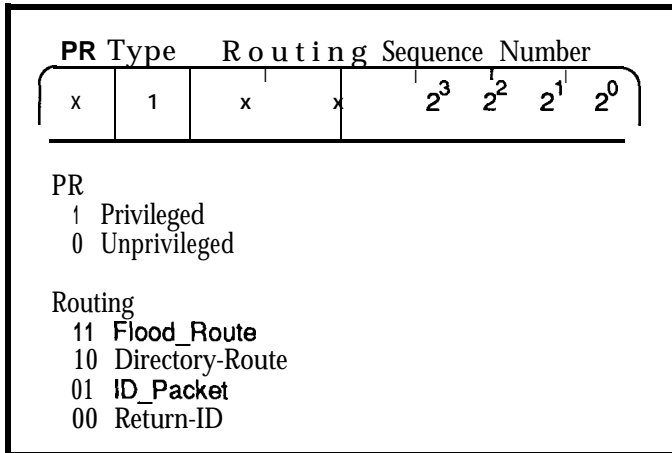 PR Type Routing Sequence Number
x 1 x x 2³ 2² 2¹ 2⁰
PR
1 Privileged
0 Unprivileged
Routing
11 Flood_Route
10 Directory-Route
01 ID_Packet
00 Return-ID